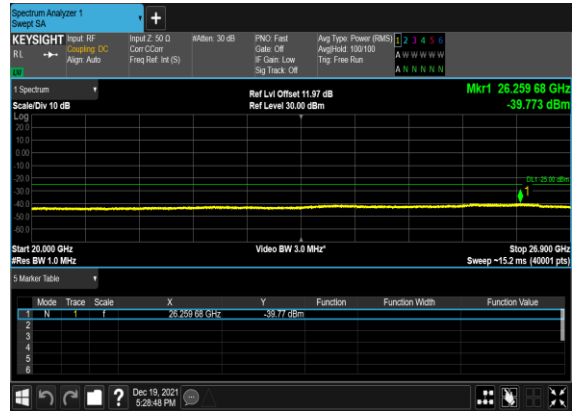 Spectrum Analyzer 1
Swept SA
KEYSIGHT Input: RF Input Z: 50 Ω #Atten: 30 dB PNO: Fast Avg Type: Power (RMS) 1 2 3 4 5 6
RL Coupling: DC Corr CCorr Gate: Off Avg|Hold: 100/100 A W W W W W
Align: Auto Freq Ref: Int (S) IF Gain: Low Trig: Free Run
Sig Track: Off A N N N N N
1 Spectrum Ref Lvl Offset 11.97 dB Mkr1 26.259 68 GHz
Scale/Div 10 dB Ref Level 30.00 dBm -39.773 dBm
Log
20.0
10.0
0.00
-10.0
-20.0
DL1 -25.00 dBm
-30.0
1
-40.0
-50.0
-60.0
Start 20.000 GHz Video BW 3.0 MHz* Stop 26.900 GHz
#Res BW 1.0 MHz Sweep ~15.2 ms (40001 pts)
5 Marker Table
Mode Trace Scale X Y Function Function Width Function Value
1 N 1 f 26.259 68 GHz -39.77 dBm
2
3
4
5
6
? Dec 19, 2021
5:28:48 PM